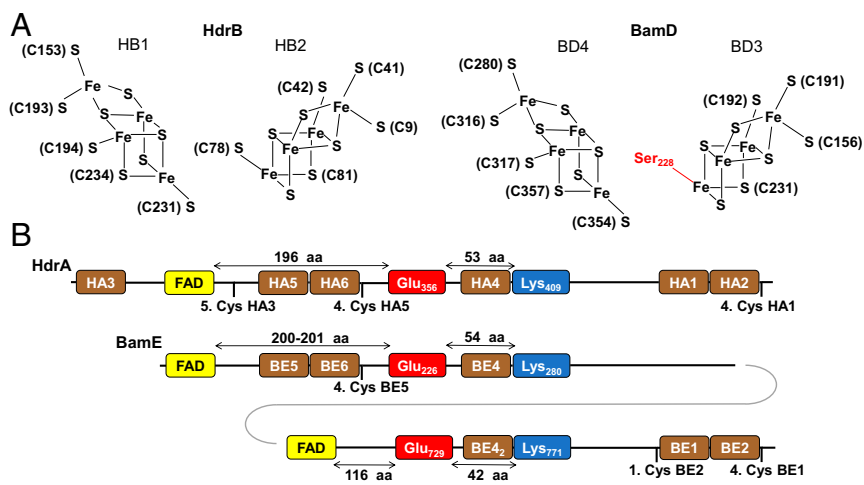 A
HdrB
BamD
HB1
HB2
BD4
BD3
(C153) S
Fe
S
(C193) S
S
Fe
(C194) S
Fe
S
(C234) S
S
Fe
(C231) S
(C42) S
S (C41)
S
Fe
S (C9)
(C78) S
Fe
Fe
S
Fe
S (C81)
S
(C280) S
Fe
S
(C316) S
S
Fe
(C317) S
Fe
S
(C357) S
S
Fe
(C354) S
(C192) S
S (C191)
S
Fe
S (C156)
Ser228
Fe
Fe
S
Fe
S (C231)
S
B
HdrA
196 aa
53 aa
HA3 FAD HA5 HA6 Glu356 HA4 Lys409 HA1 HA2
5. Cys HA3 4. Cys HA5 4. Cys HA1
BamE
200-201 aa
54 aa
FAD BE5 BE6 Glu226 BE4 Lys280
4. Cys BE5
FAD Glu729 BE42 Lys771 BE1 BE2
116 aa 42 aa 1. Cys BE2 4. Cys BE1